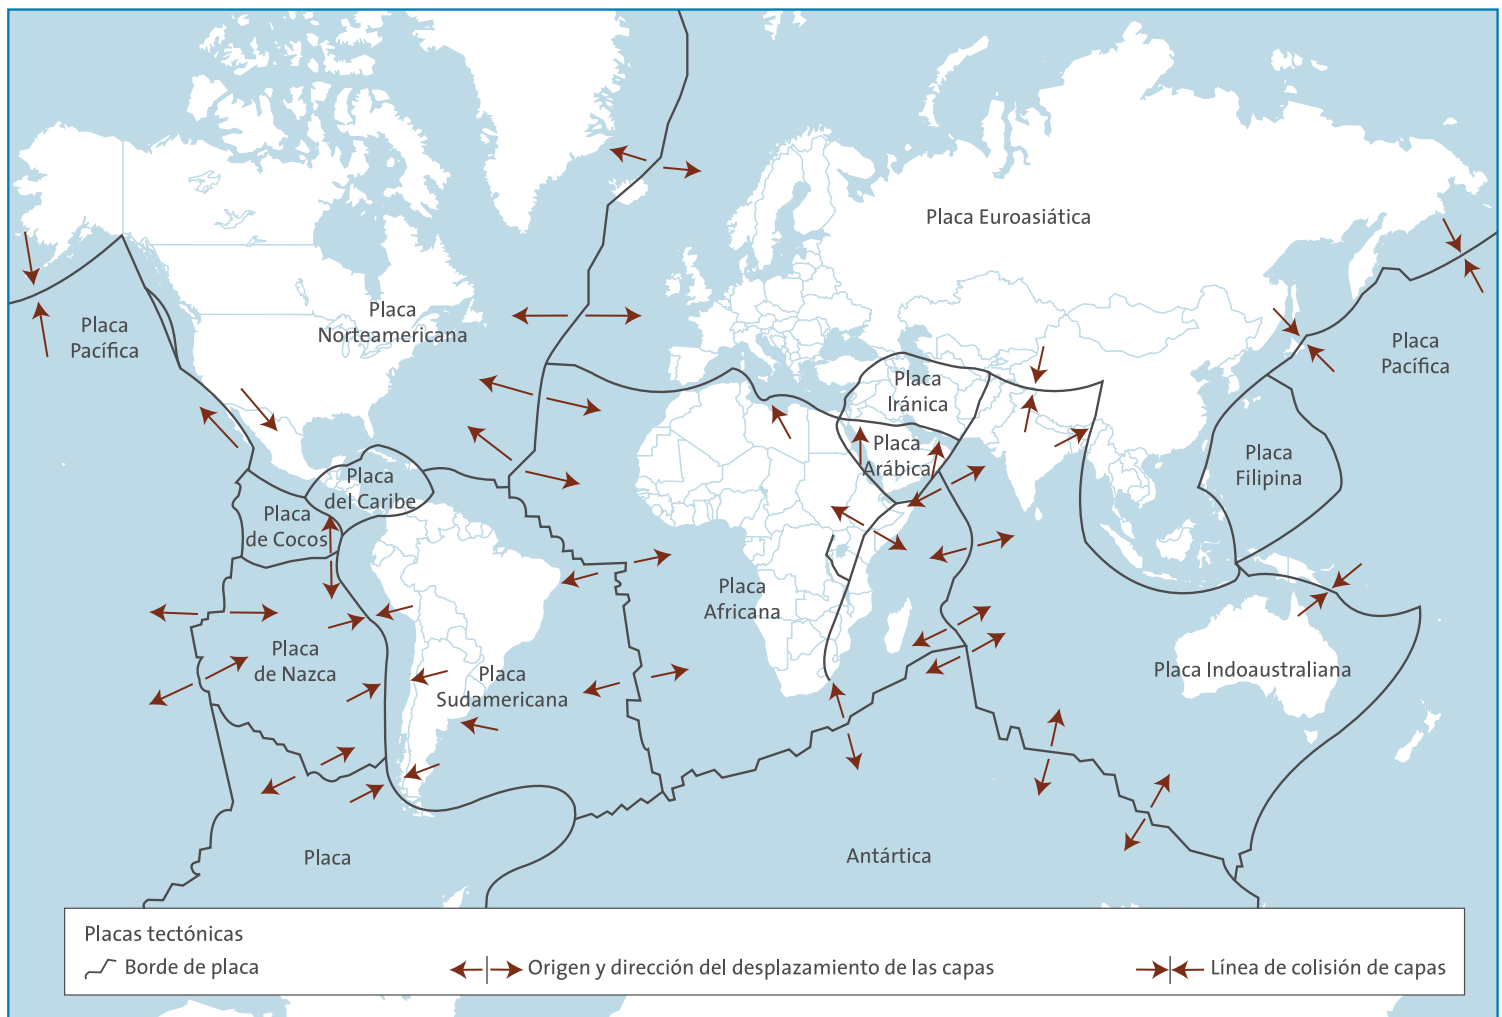 Placa Euroasiática
Placa
Norteamericana
Placa
Pacífica
Placa
Pacífica
Placa
Iránica
Placa
Arábica
Placa
Filipina
Placa
del Caribe
Placa
de Cocos
Placa
Africana
Placa
de Nazca
Placa
Sudamericana
Placa Indoaustraliana
Placa
Antártica
Placas tectónicas
Borde de placa
Origen y dirección del desplazamiento de las capas
Línea de colisión de capas